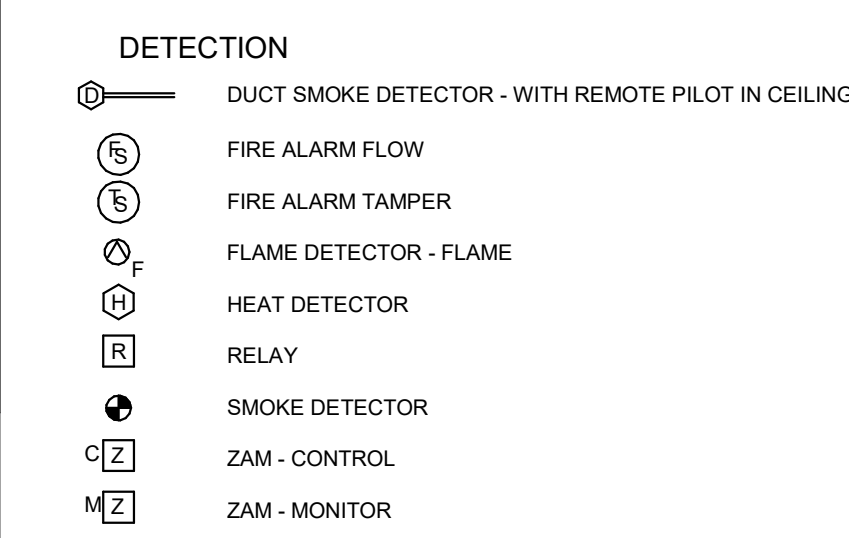 DETECTION
D DUCT SMOKE DETECTOR - WITH REMOTE PILOT IN CEILING
FS FIRE ALARM FLOW
TS FIRE ALARM TAMPER
F FLAME DETECTOR - FLAME
H HEAT DETECTOR
R RELAY
SMOKE DETECTOR
C Z ZAM - CONTROL
M Z ZAM - MONITOR